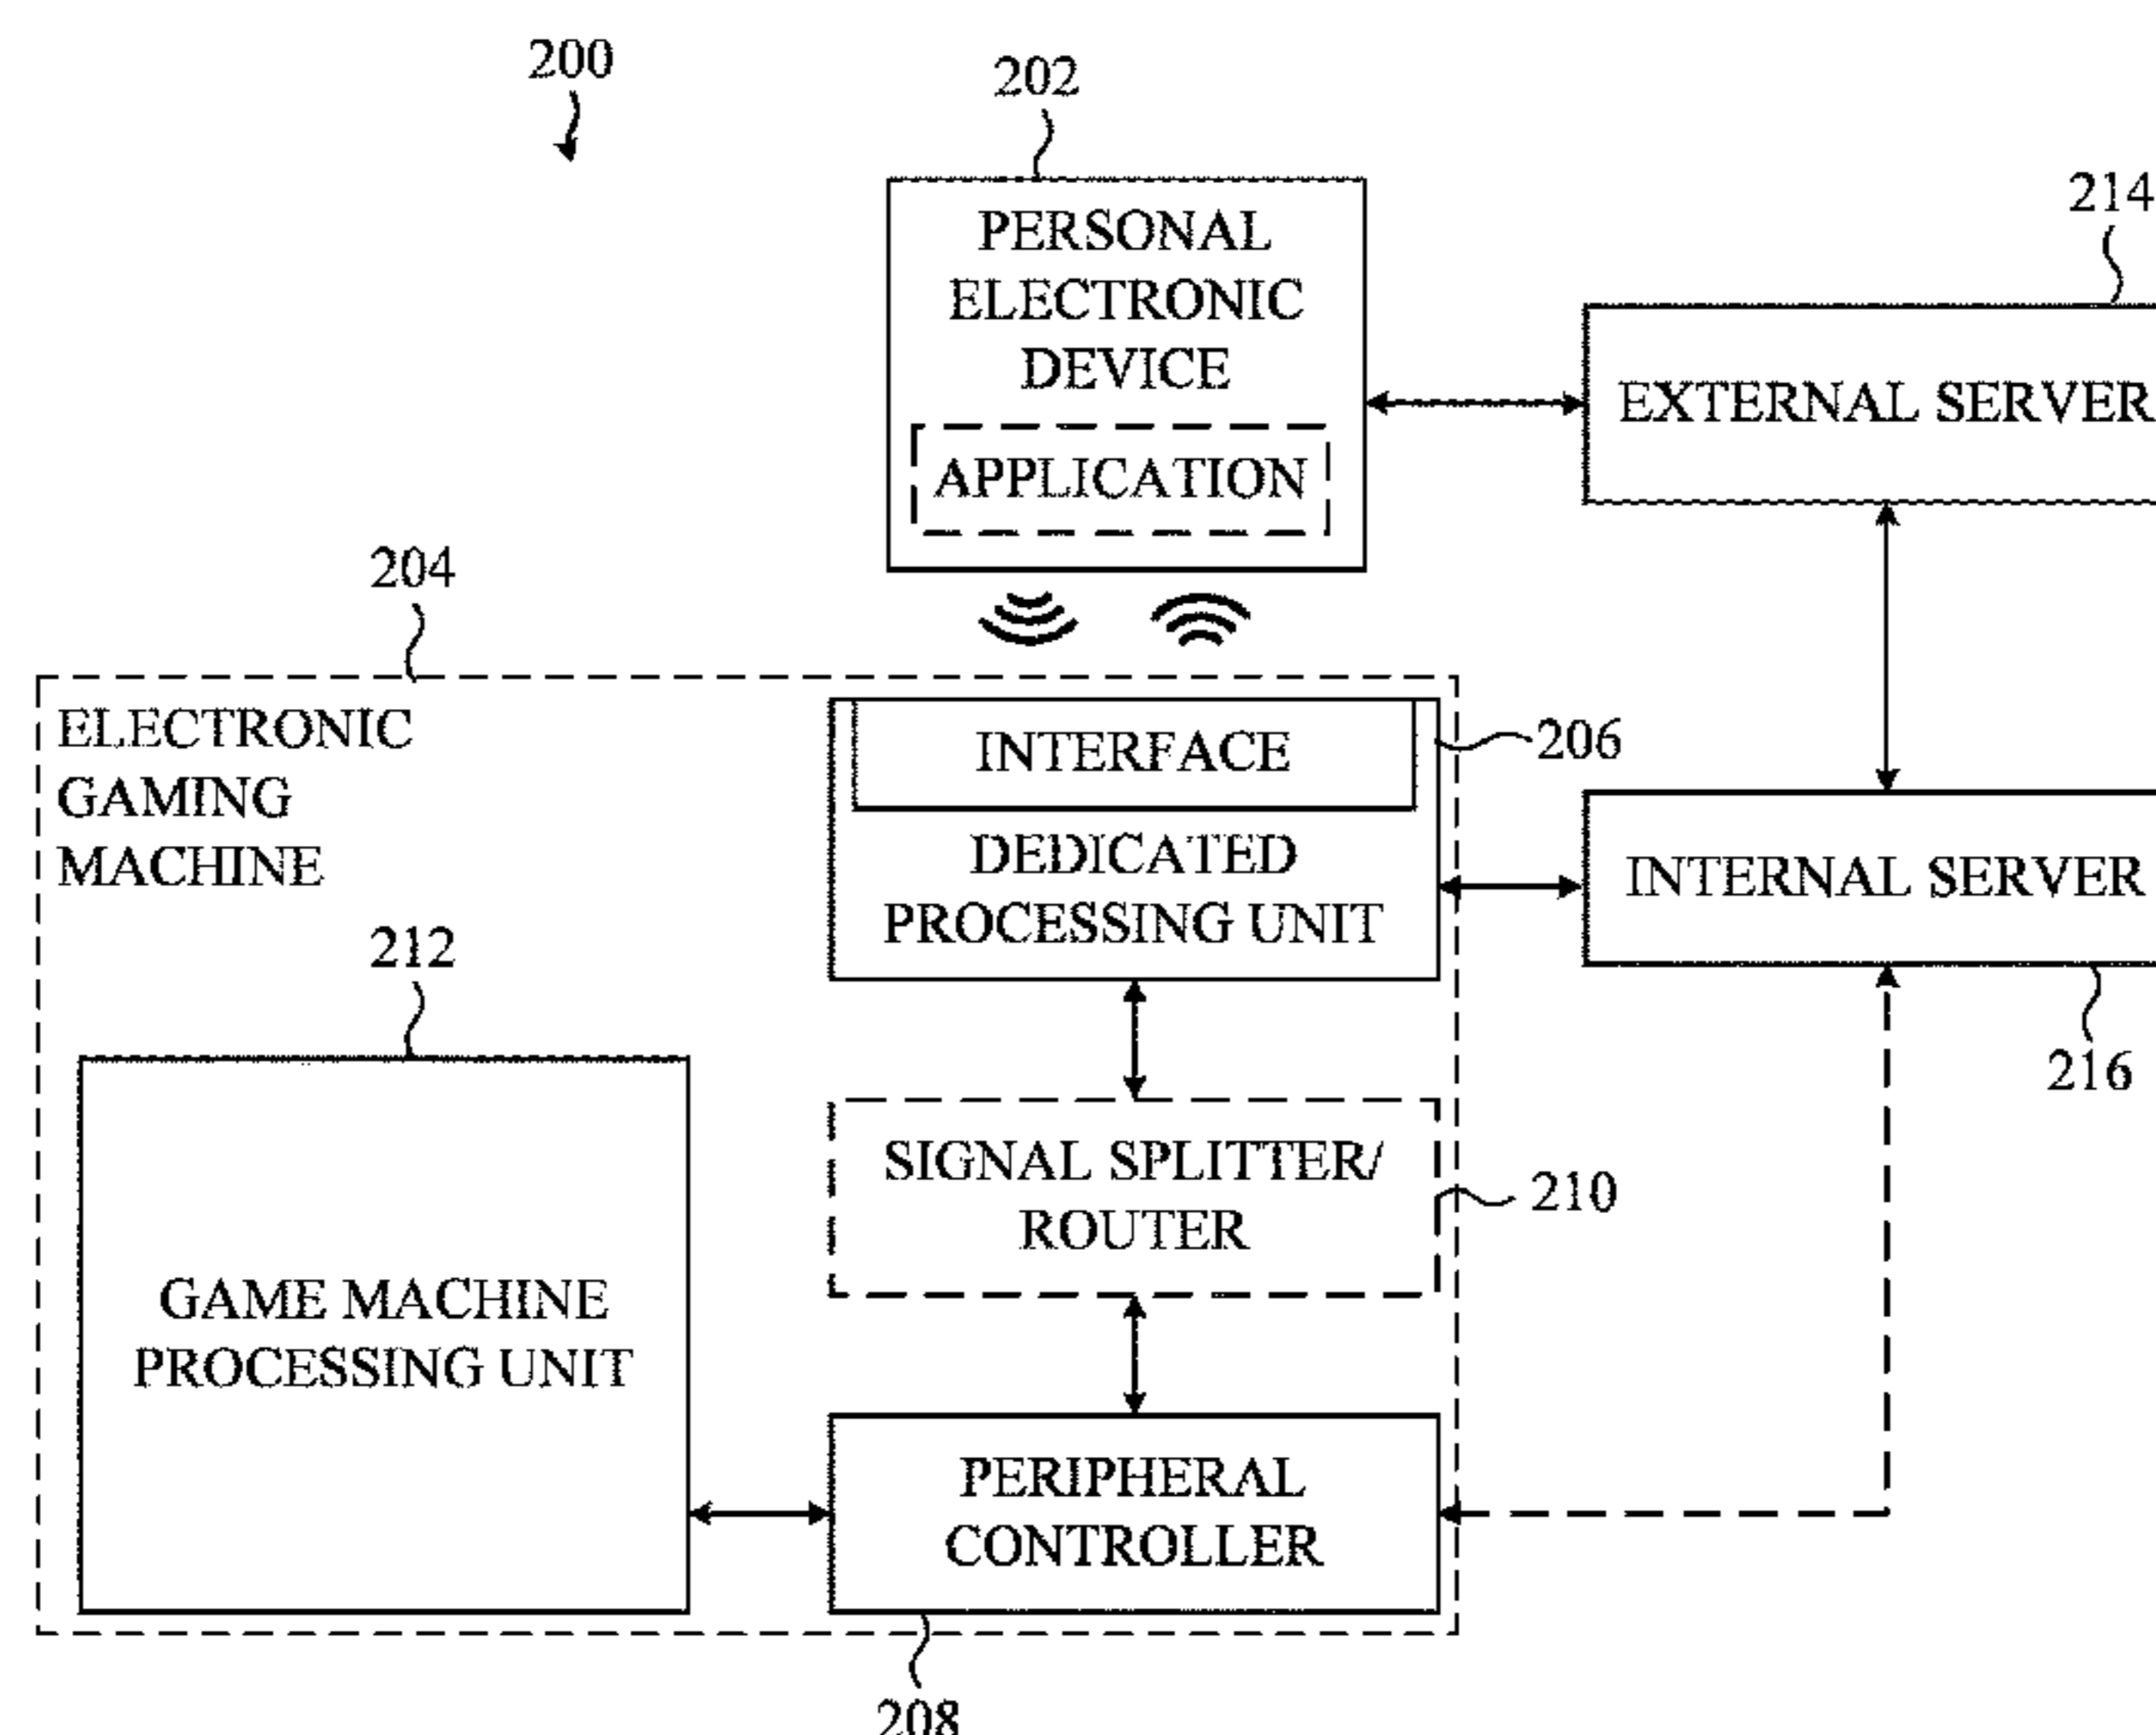 200
202
PERSONAL
ELECTRONIC
DEVICE
APPLICATION
214
EXTERNAL SERVER
204
ELECTRONIC
GAMING
MACHINE
INTERFACE
206
DEDICATED
PROCESSING UNIT
INTERNAL SERVER
216
212
GAME MACHINE
PROCESSING UNIT
SIGNAL SPLITTER/
ROUTER
210
PERIPHERAL
CONTROLLER
208